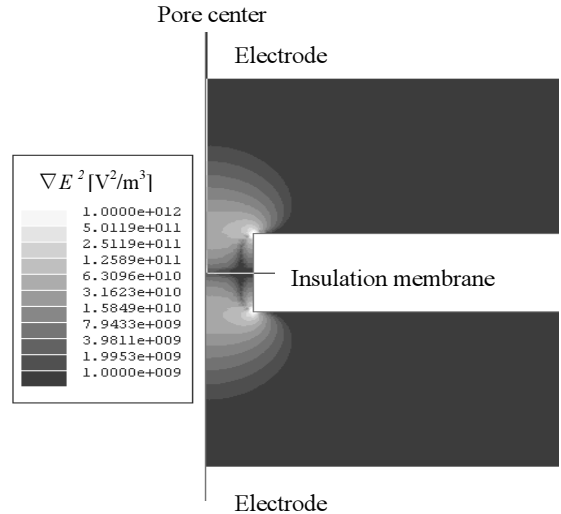 Pore center
Electrode
∇E² [V²/m³]
1.0000e+012
5.0119e+011
2.5119e+011
1.2589e+011
6.3096e+010
3.1623e+010
1.5849e+010
7.9433e+009
3.9811e+009
1.9953e+009
1.0000e+009
Insulation membrane
Electrode